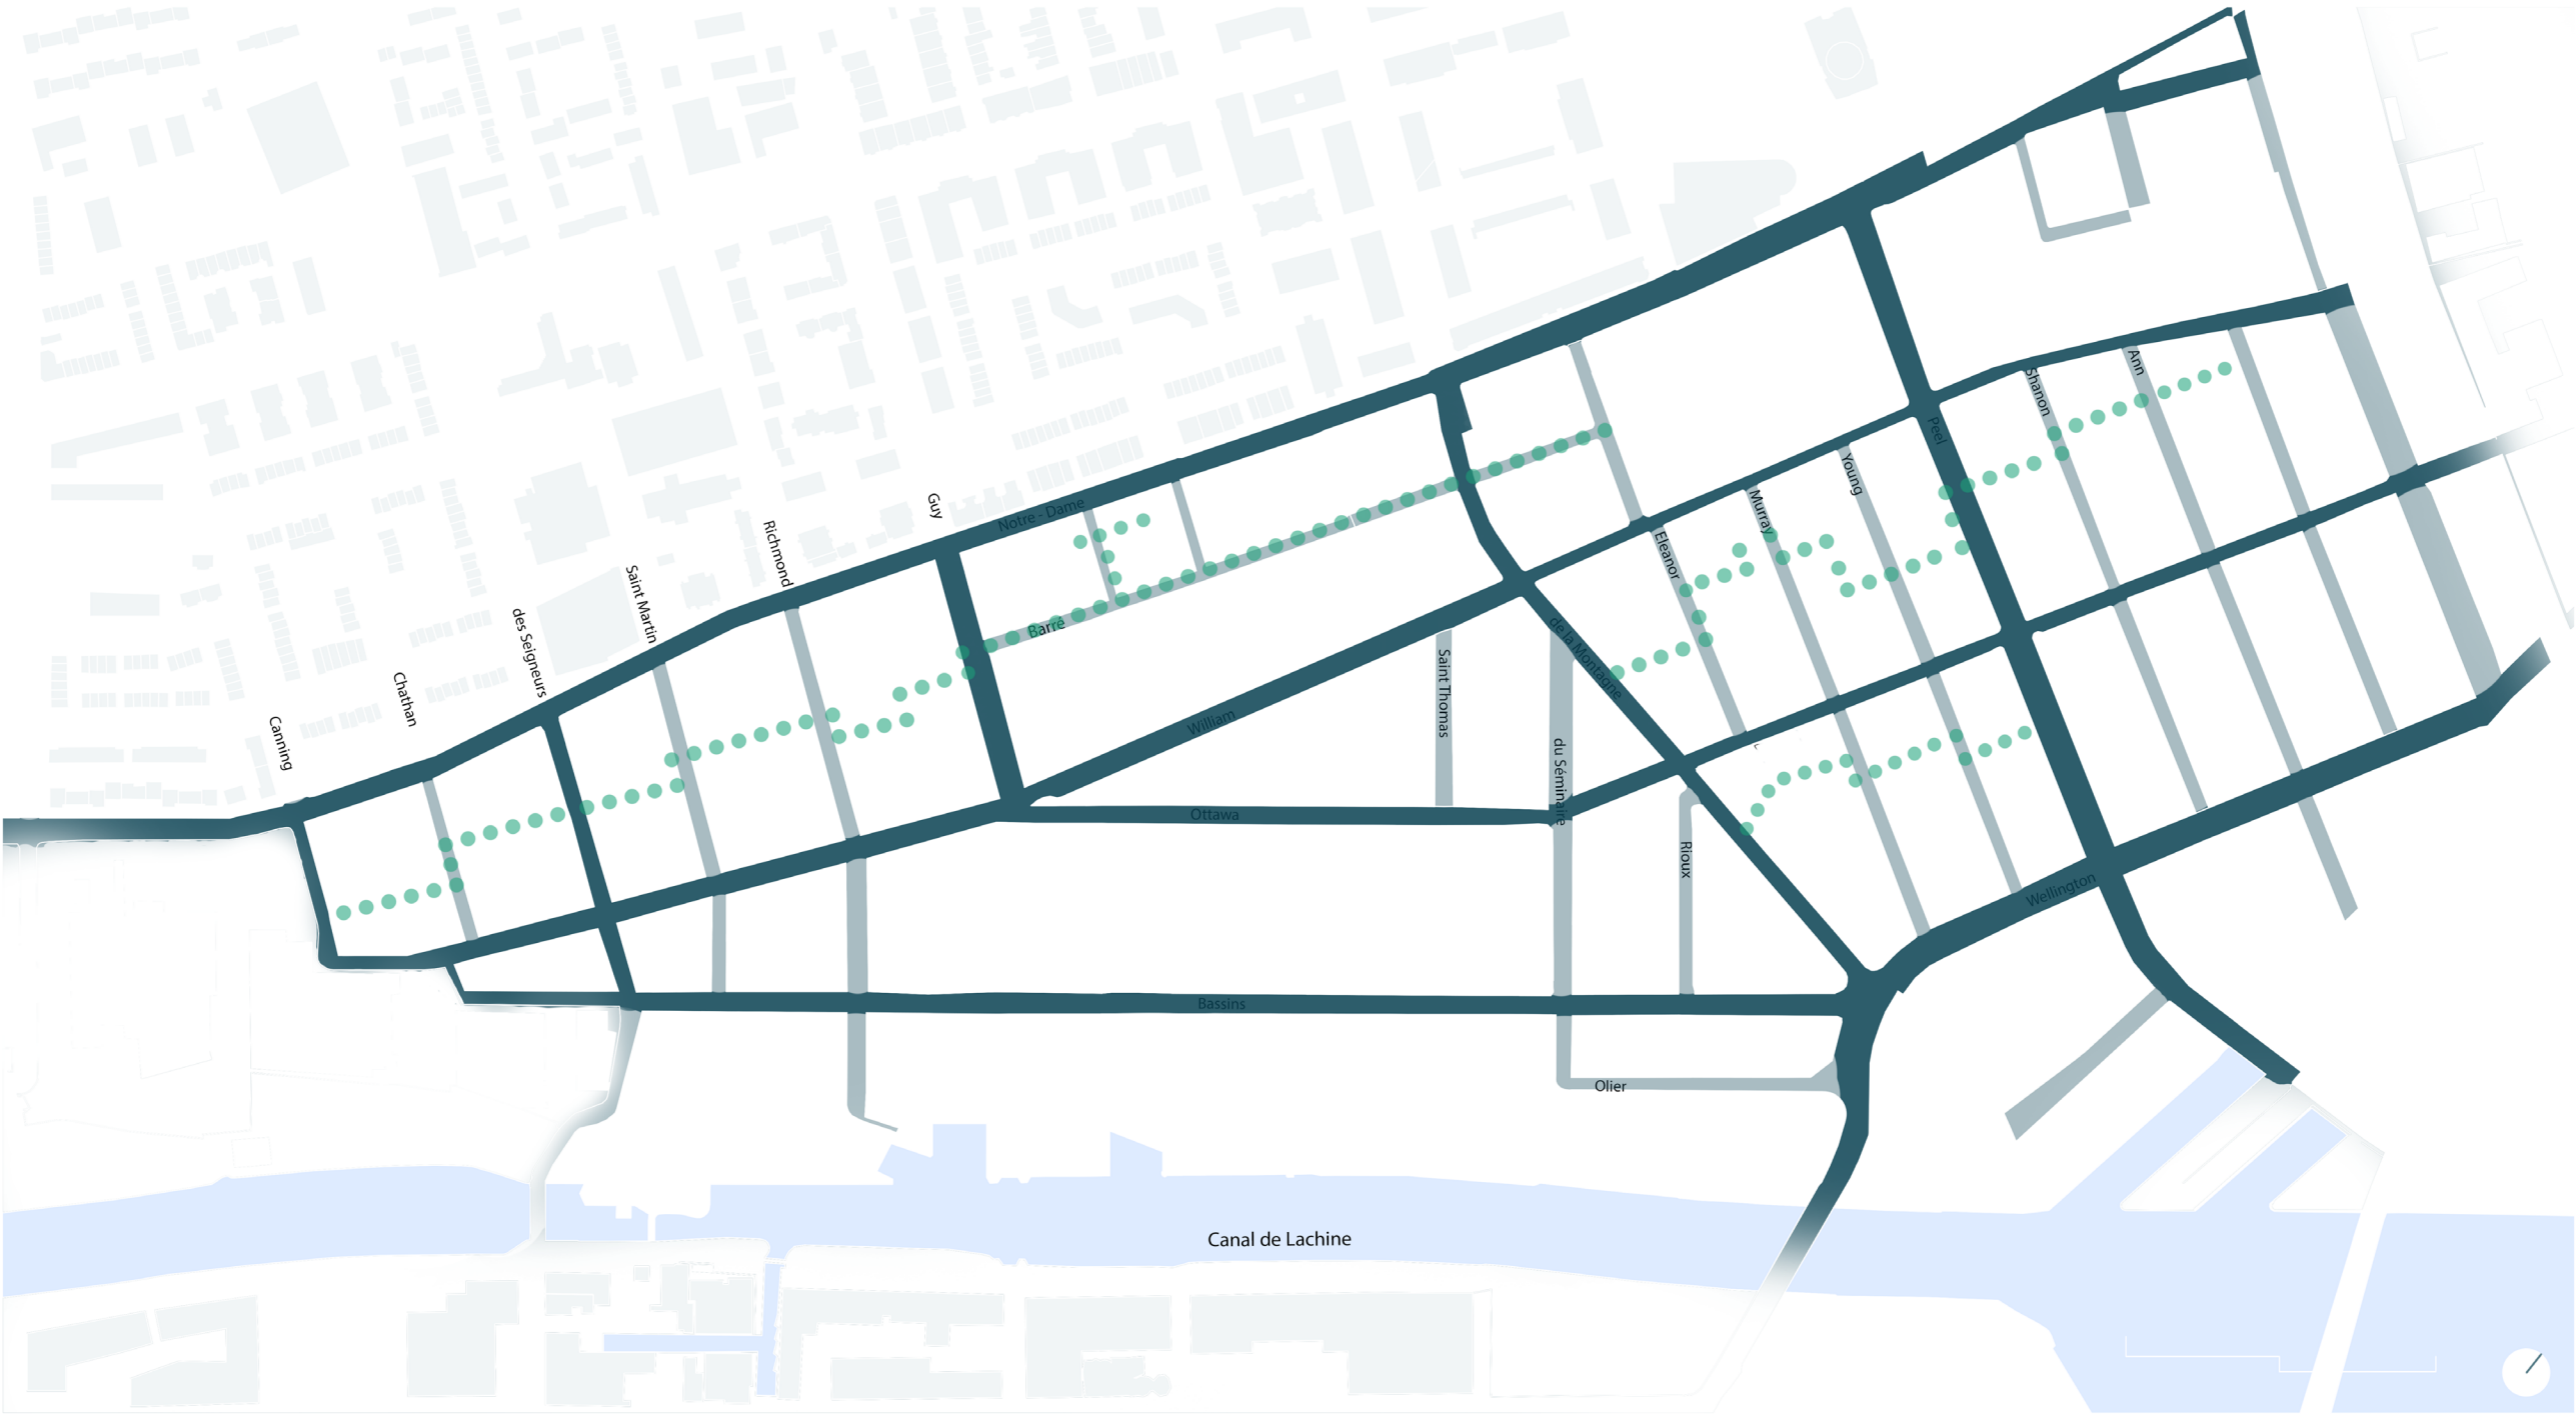 Ann
Shanon
Peel
Young
Murray
Eleanor
Guy
Notre - Dame
Richmond
Saint Martin
des Seigneurs
Chathan
Canning
Barré
de la Montagne
Saint Thomas
William
du Séminaire
Ottawa
Rioux
Wellington
Bassins
Olier
Canal de Lachine